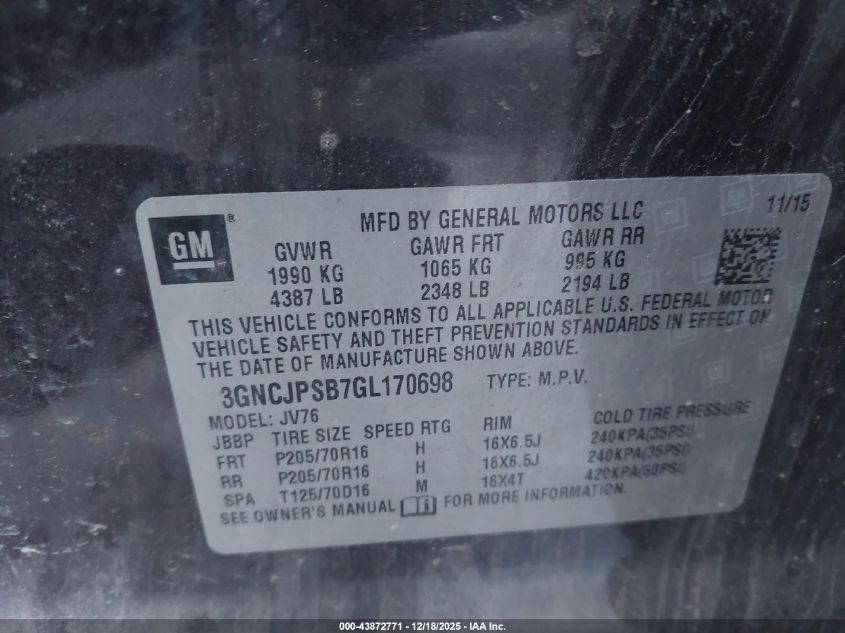 GM ®
MFD BY GENERAL MOTORS LLC 11/15
GVWR GAWR FRT GAWR RR
1990 KG 1065 KG 995 KG
4387 LB 2348 LB 2194 LB
THIS VEHICLE CONFORMS TO ALL APPLICABLE U.S. FEDERAL MOTOR
VEHICLE SAFETY AND THEFT PREVENTION STANDARDS IN EFFECT ON
THE DATE OF MANUFACTURE SHOWN ABOVE.
3GNCJPSB7GL170698 TYPE: M.P.V.
MODEL: JV76
JBBP TIRE SIZE SPEED RTG RIM COLD TIRE PRESSURE
FRT P205/70R16 H 16X6.5J 240KPA(35PSI)
RR P205/70R16 H 16X6.5J 240KPA(35PSI)
SPA T125/70D16 M 16X4T 420KPA(60PSI)
SEE OWNER'S MANUAL FOR MORE INFORMATION.
000-43872771 – 12/18/2025 – IAA Inc.